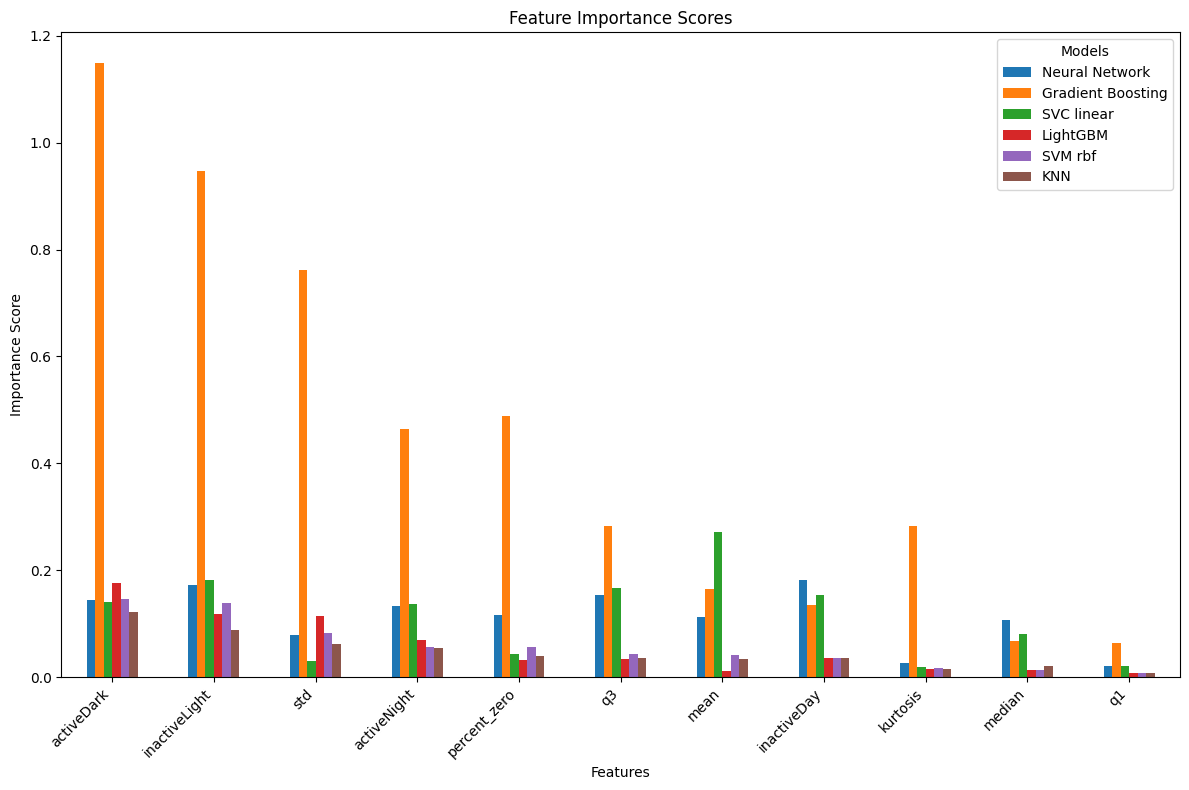 Feature Importance Scores
Importance Score
1.2
1.0
0.8
0.6
0.4
0.2
0.0
Models
Neural Network
Gradient Boosting
SVC linear
LightGBM
SVM rbf
KNN
activeDark
inactiveLight
std
activeNight
percent_zero
q3
mean
inactiveDay
kurtosis
median
q1
Features